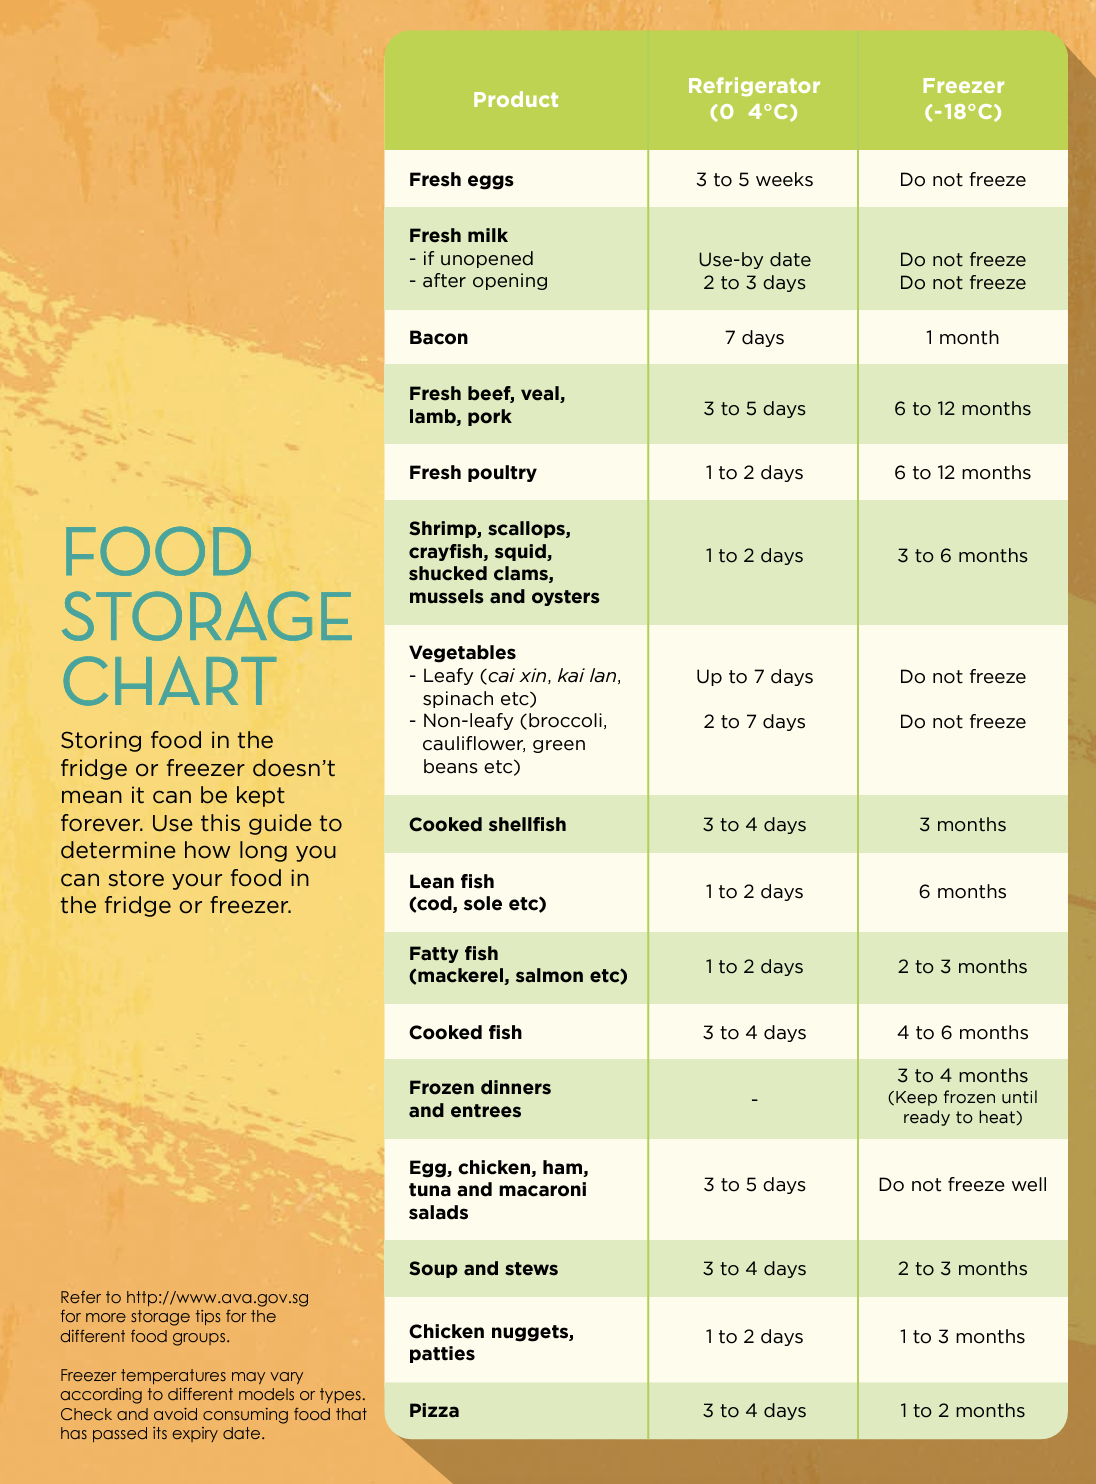 FOOD
STORAGE
CHART
Storing food in the
fridge or freezer doesn’t
mean it can be kept
forever. Use this guide to
determine how long you
can store your food in
the fridge or freezer.
Refer to http://www.ava.gov.sg
for more storage tips for the
different food groups.
Freezer temperatures may vary
according to different models or types.
Check and avoid consuming food that
has passed its expiry date.
Product
Refrigerator
(0 4°C)
Freezer
(-18°C)
Fresh eggs 3 to 5 weeks Do not freeze
Fresh milk
- if unopened Use-by date Do not freeze
- after opening 2 to 3 days Do not freeze
Bacon 7 days 1 month
Fresh beef, veal,
lamb, pork
3 to 5 days 6 to 12 months
Fresh poultry 1 to 2 days 6 to 12 months
Shrimp, scallops,
crayfish, squid,
shucked clams,
mussels and oysters
1 to 2 days 3 to 6 months
Vegetables
- Leafy (cai xin, kai lan, Up to 7 days Do not freeze
spinach etc)
- Non-leafy (broccoli, 2 to 7 days Do not freeze
cauliflower, green
beans etc)
Cooked shellfish 3 to 4 days 3 months
Lean fish
(cod, sole etc)
1 to 2 days 6 months
Fatty fish
(mackerel, salmon etc)
1 to 2 days 2 to 3 months
Cooked fish 3 to 4 days 4 to 6 months
Frozen dinners
and entrees
-
3 to 4 months
(Keep frozen until
ready to heat)
Egg, chicken, ham,
tuna and macaroni
salads
3 to 5 days Do not freeze well
Soup and stews 3 to 4 days 2 to 3 months
Chicken nuggets,
patties
1 to 2 days 1 to 3 months
Pizza 3 to 4 days 1 to 2 months